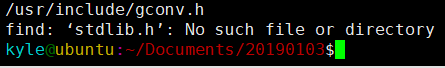 /usr/include/gconv.h
find: ‘stdlib.h’: No such file or directory
kyle@ubuntu:~/Documents/20190103$